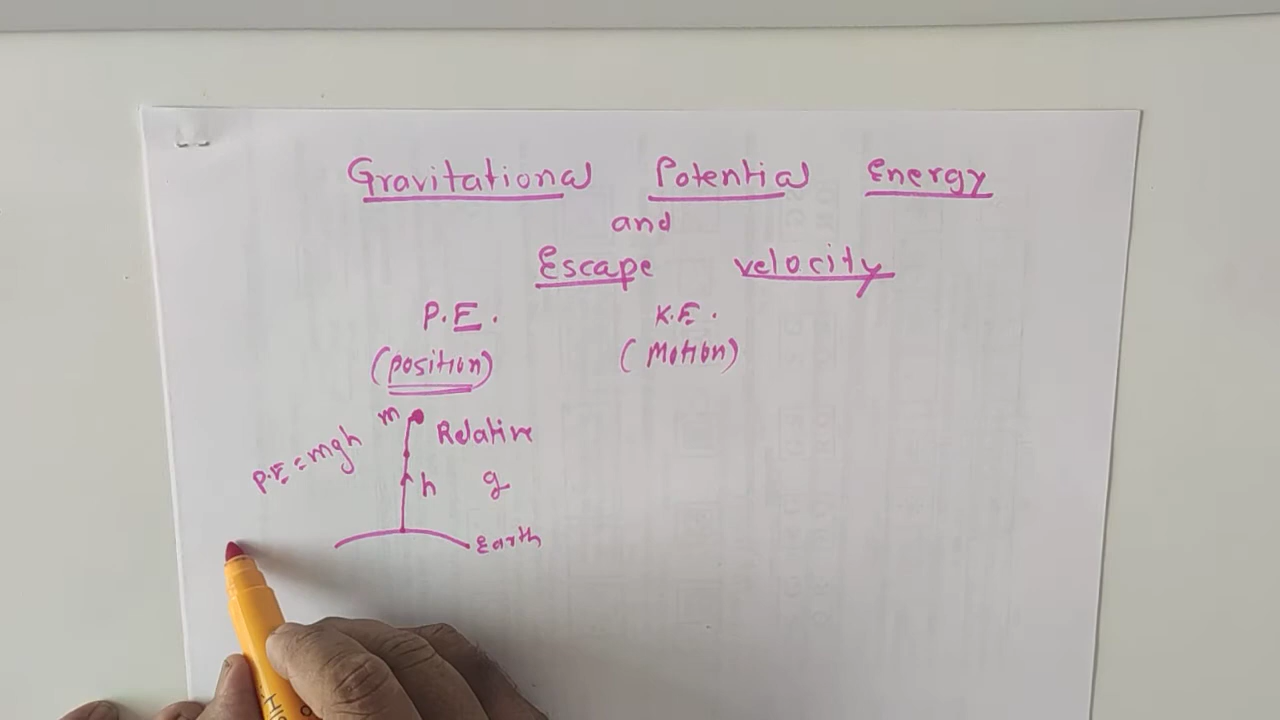 Gravitational Potential Energy
and
Escape velocity
P.E. K.E.
(position) (Motion)
m Relative
P.E = mgh
h g
Earth